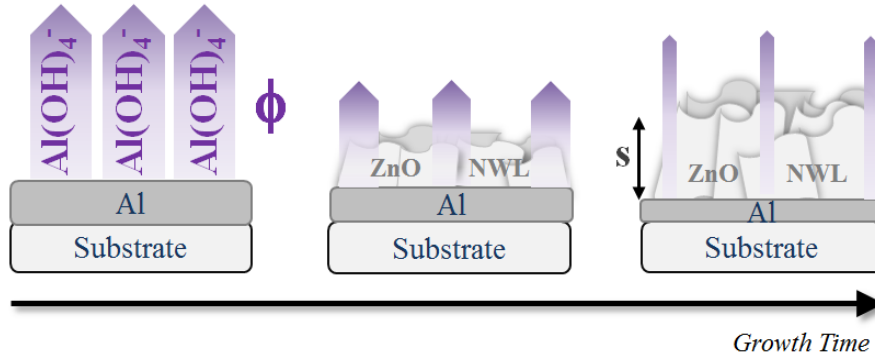 Al(OH)4-
Al(OH)4-
Al(OH)4-
ϕ
Al
Substrate
ZnO
NWL
Al
Substrate
s
ZnO
NWL
Al
Substrate
Growth Time